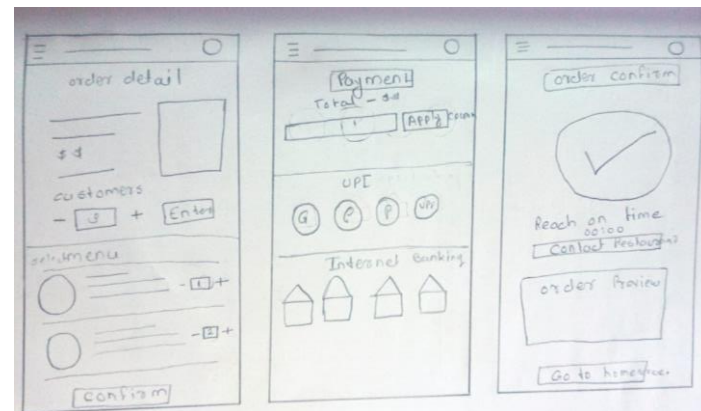 order detail
$ $
customers
- 3 + Enter
menu
- 1 +
- 2 +
Confirm
Payment
Total - $$
Apply
UPI
G P UPI
Internet Banking
order confirm
Reach on time
00:00
Contact Restaurant
order Preview
Go to